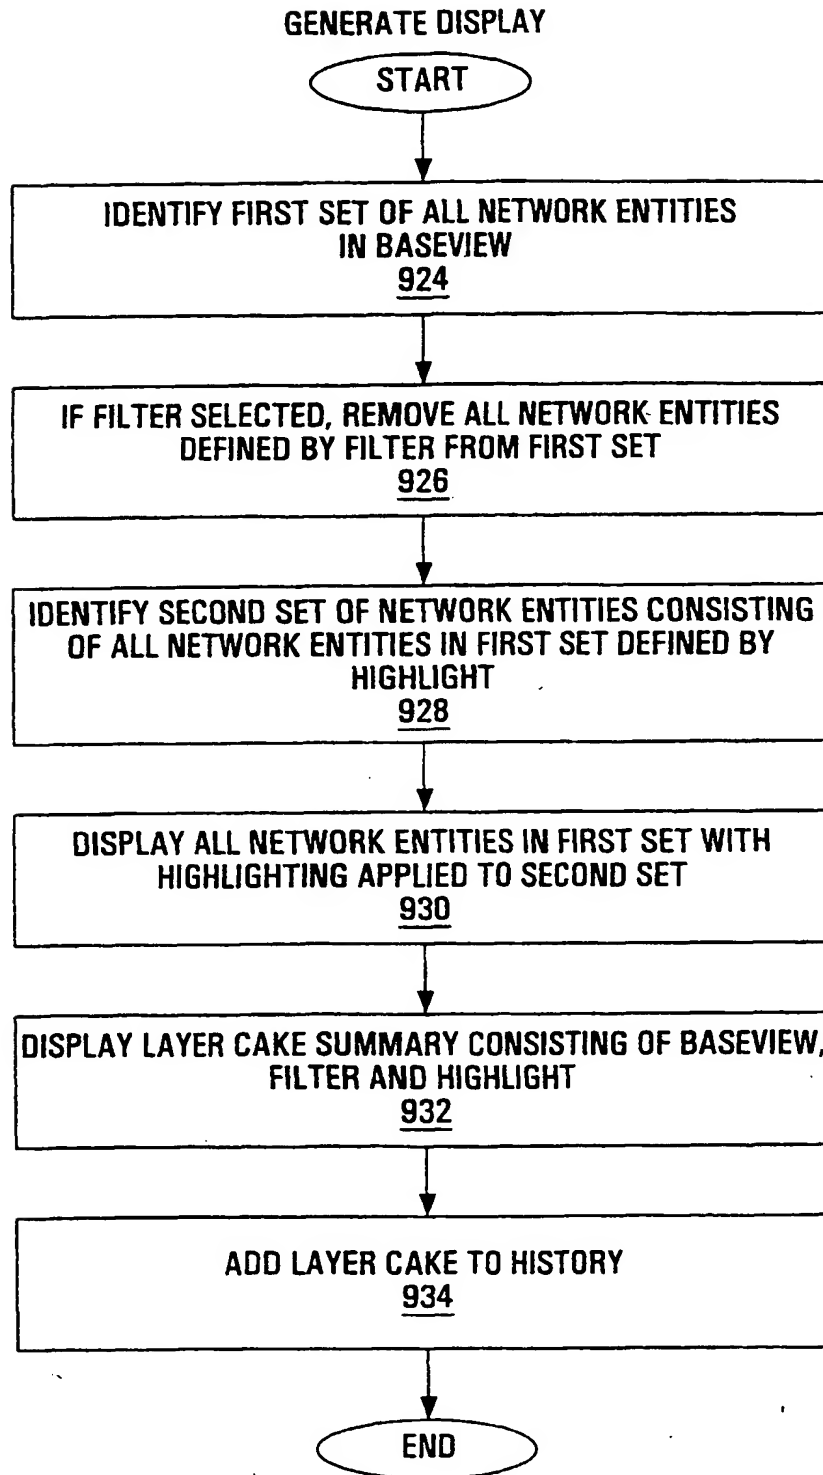 GENERATE DISPLAY
START
IDENTIFY FIRST SET OF ALL NETWORK ENTITIES
IN BASEVIEW
924
IF FILTER SELECTED, REMOVE ALL NETWORK ENTITIES
DEFINED BY FILTER FROM FIRST SET
926
IDENTIFY SECOND SET OF NETWORK ENTITIES CONSISTING
OF ALL NETWORK ENTITIES IN FIRST SET DEFINED BY
HIGHLIGHT
928
DISPLAY ALL NETWORK ENTITIES IN FIRST SET WITH
HIGHLIGHTING APPLIED TO SECOND SET
930
DISPLAY LAYER CAKE SUMMARY CONSISTING OF BASEVIEW,
FILTER AND HIGHLIGHT
932
ADD LAYER CAKE TO HISTORY
934
END